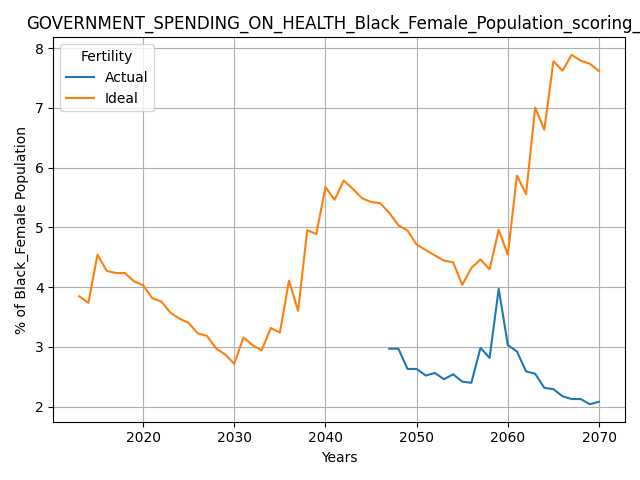 GOVERNMENT_SPENDING_ON_HEALTH_Black_Female_Population_scoring_
Fertility
Actual
Ideal
8
7
6
5
4
3
2
% of Black_Female Population
2020 2030 2040 2050 2060 2070
Years